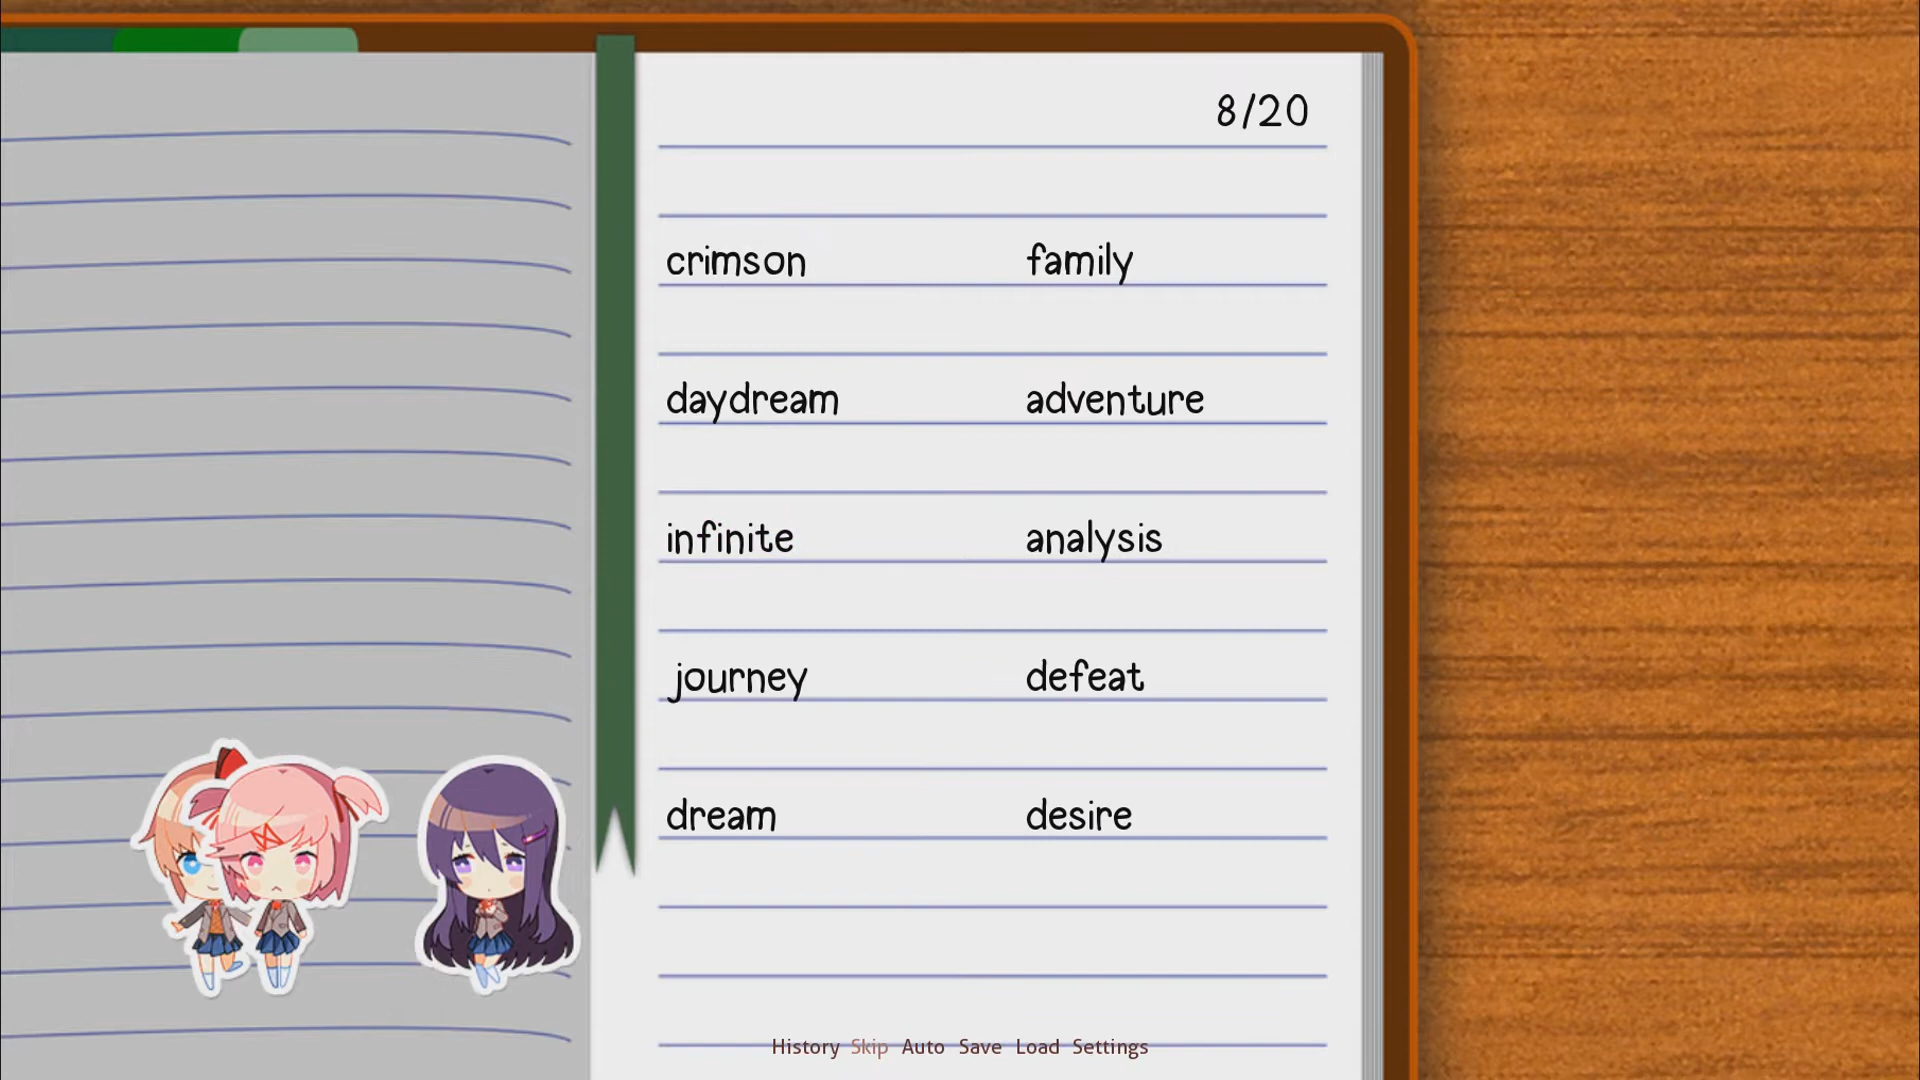 8/20
crimson family
daydream adventure
infinite analysis
journey defeat
dream desire
History Skip Auto Save Load Settings